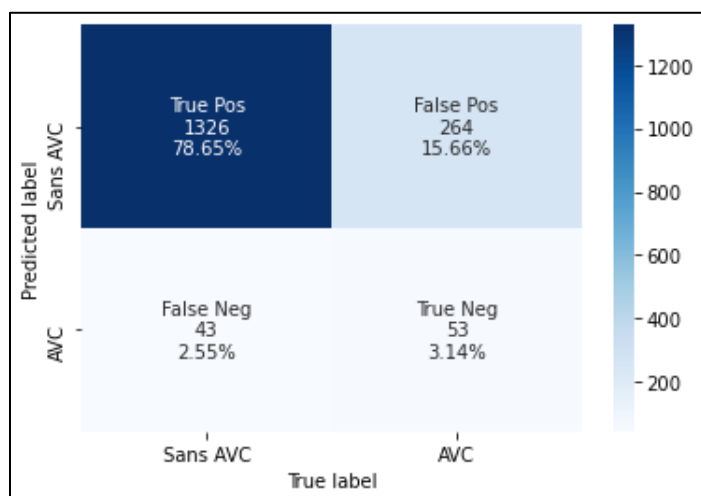 True Pos
1326
78.65%
False Pos
264
15.66%
False Neg
43
2.55%
True Neg
53
3.14%
Predicted label
Sans AVC
AVC
Sans AVC
AVC
True label
1200
1000
800
600
400
200